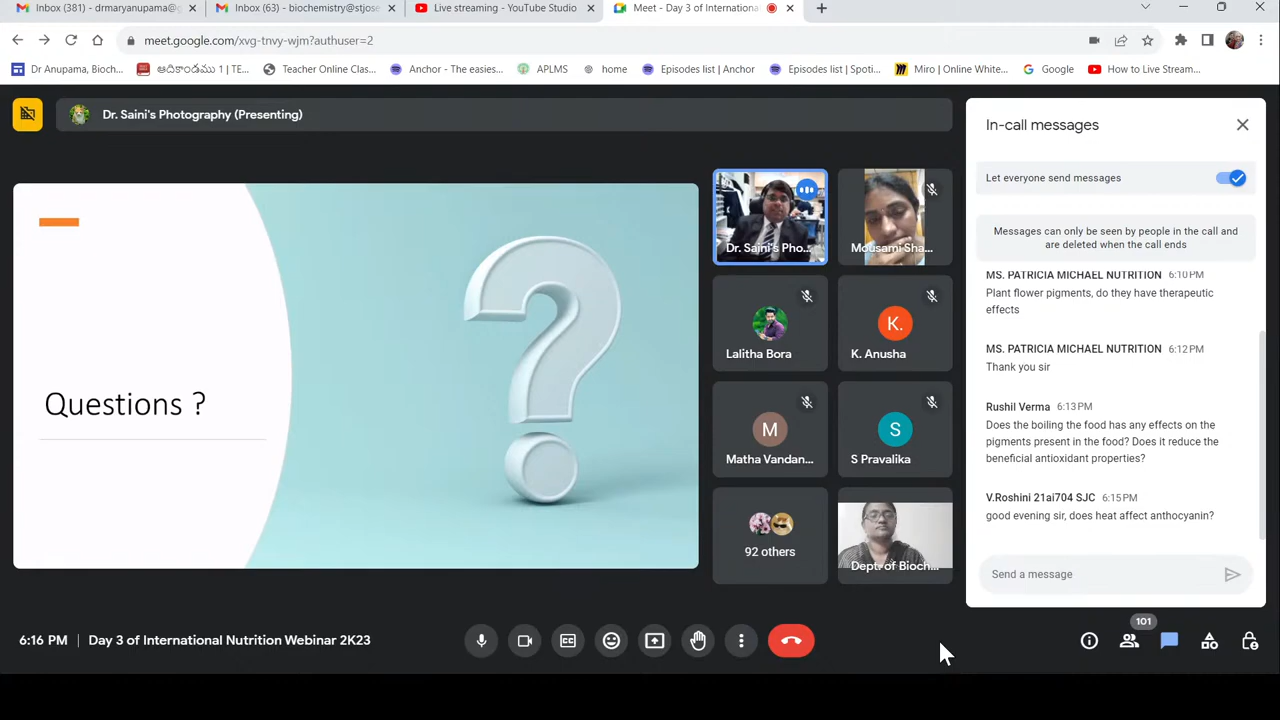 Inbox (381) - drmaryanupama@g
Inbox (63) - biochemistry@stjose
Live streaming - YouTube Studio
Meet - Day 3 of International
meet.google.com/xvg-tnvy-wjm?authuser=2
Dr Anupama, Bioch...
ఆదికాండము 1 | TE...
Teacher Online Clas...
Anchor - The easies...
APLMS
home
Episodes list | Anchor
Episodes list | Spoti...
Miro | Online White...
Google
How to Live Stream...
Dr. Saini's Photography (Presenting)
Questions ?
Dr. Saini's Pho...
Mousami Sha...
Lalitha Bora
K.
K. Anusha
M
Matha Vandan...
S
S Pravalika
92 others
Dept of Bioch...
In-call messages
Let everyone send messages
Messages can only be seen by people in the call and
are deleted when the call ends
MS. PATRICIA MICHAEL NUTRITION 6:10 PM
Plant flower pigments, do they have therapeutic
effects
MS. PATRICIA MICHAEL NUTRITION 6:12 PM
Thank you sir
Rushil Verma 6:13 PM
Does the boiling the food has any effects on the
pigments present in the food? Does it reduce the
beneficial antioxidant properties?
V.Roshini 21ai704 SJC 6:15 PM
good evening sir, does heat affect anthocyanin?
Send a message
6:16 PM | Day 3 of International Nutrition Webinar 2K23
101